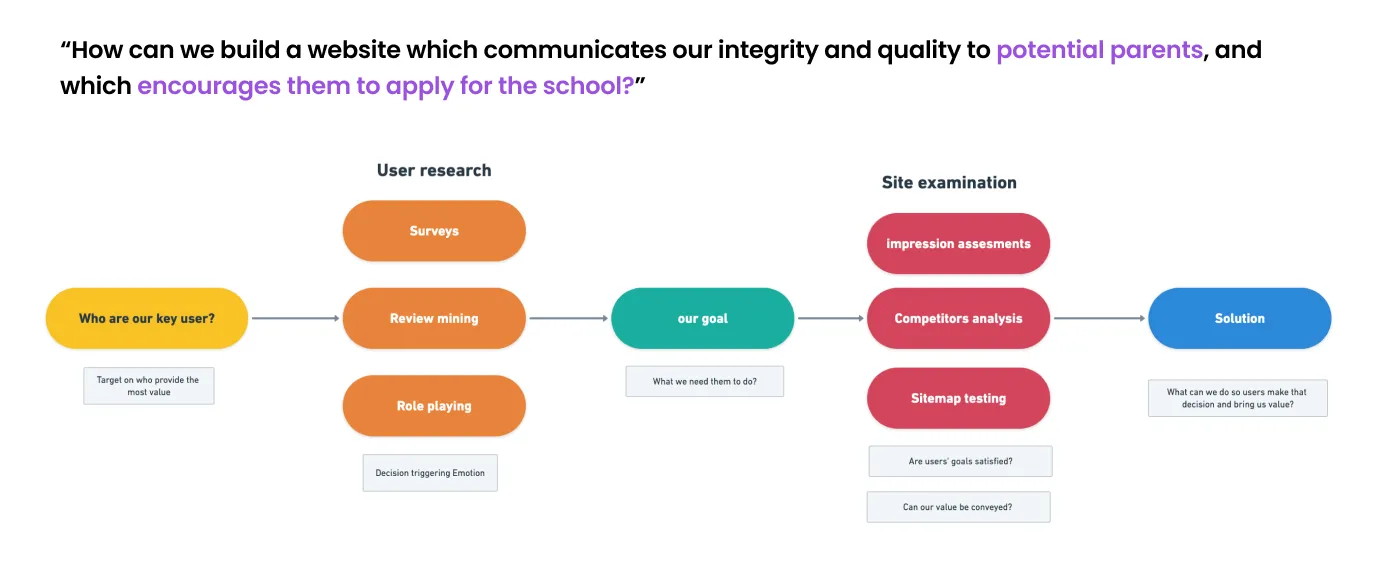 “How can we build a website which communicates our integrity and quality to potential parents, and
which encourages them to apply for the school?”
User research
Site examination
Surveys
impression assesments
Who are our key user?
Review mining
our goal
Competitors analysis
Solution
Target on who provide the
most value
What we need them to do?
What can we do so users make that
decision and bring us value?
Role playing
Sitemap testing
Decision triggering Emotion
Are users' goals satisfied?
Can our value be conveyed?